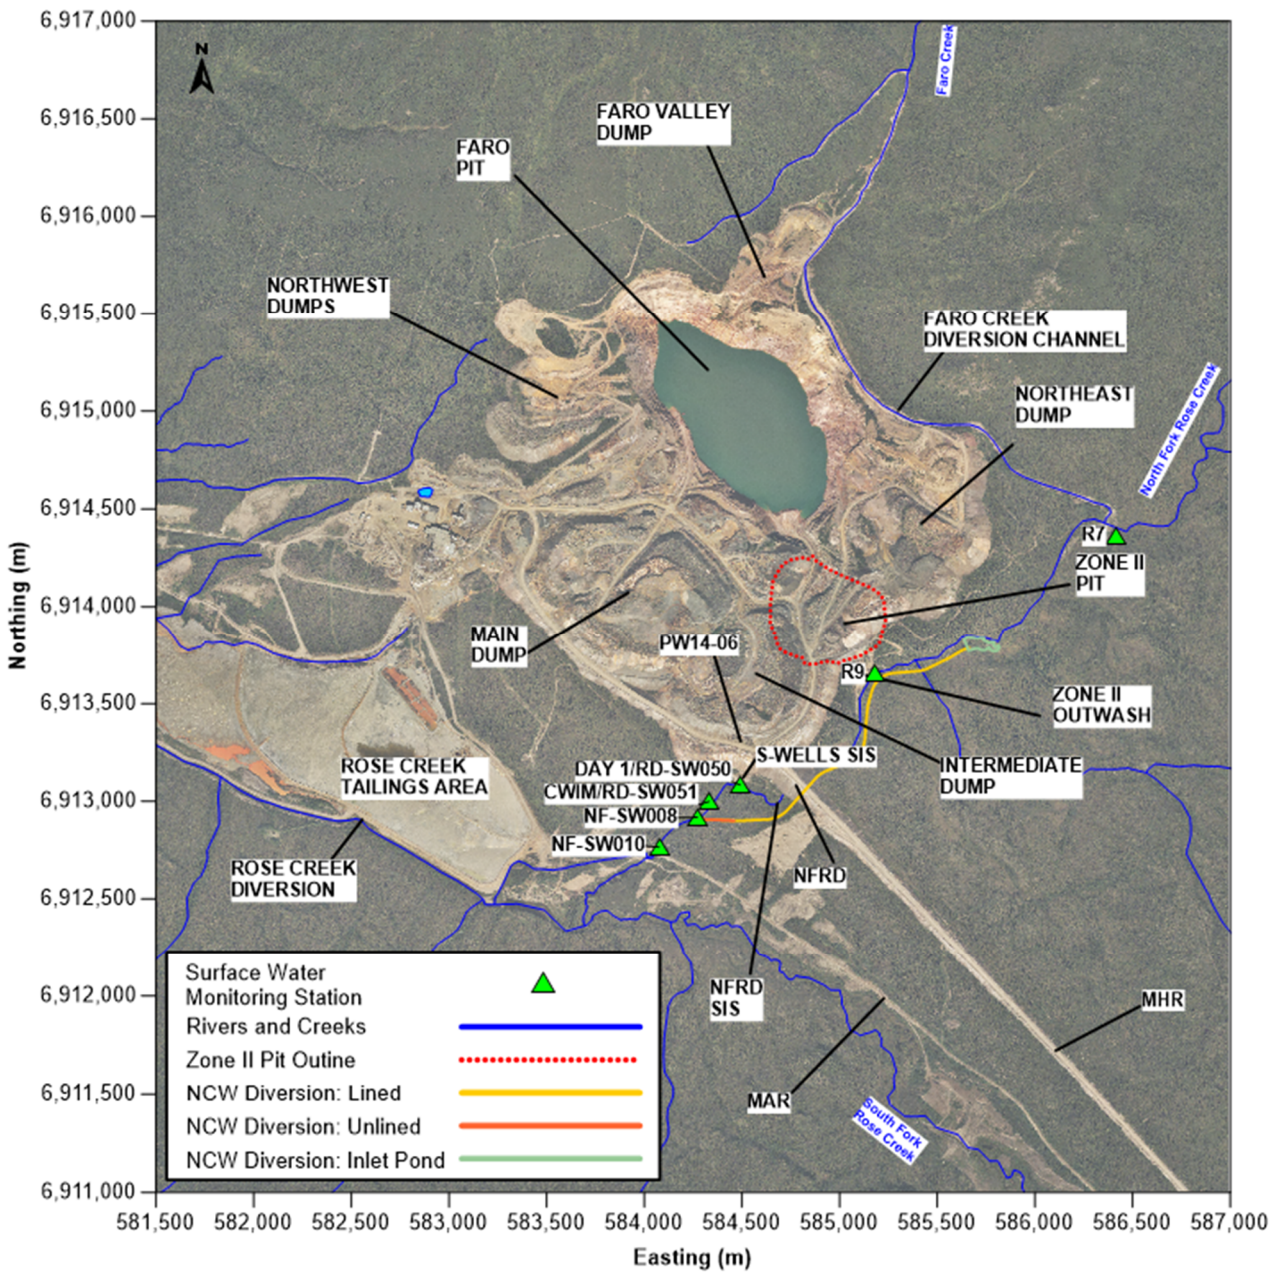 6,917,000
6,916,500
6,916,000
6,915,500
6,915,000
6,914,500
6,914,000
6,913,500
6,913,000
6,912,500
6,912,000
6,911,500
6,911,000
Northing (m)
N
Faro Creek
FARO VALLEY
DUMP
FARO
PIT
NORTHWEST
DUMPS
FARO CREEK
DIVERSION CHANNEL
NORTHEAST
DUMP
North Fork Rose Creek
R7
ZONE II
PIT
MAIN
DUMP
PW14-06
R9
ZONE II
OUTWASH
S-WELLS SIS
INTERMEDIATE
DUMP
DAY 1/RD-SW050
CWIM/RD-SW051
NF-SW008
NF-SW010
ROSE CREEK
TAILINGS AREA
ROSE CREEK
DIVERSION
NFRD
NFRD
SIS
MHR
MAR
South Fork
Rose Creek
Surface Water
Monitoring Station
Rivers and Creeks
Zone II Pit Outine
NCW Diversion: Lined
NCW Diversion: Unlined
NCW Diversion: Inlet Pond
581,500 582,000 582,500 583,000 583,500 584,000 584,500 585,000 585,500 586,000 586,500 587,000
Easting (m)